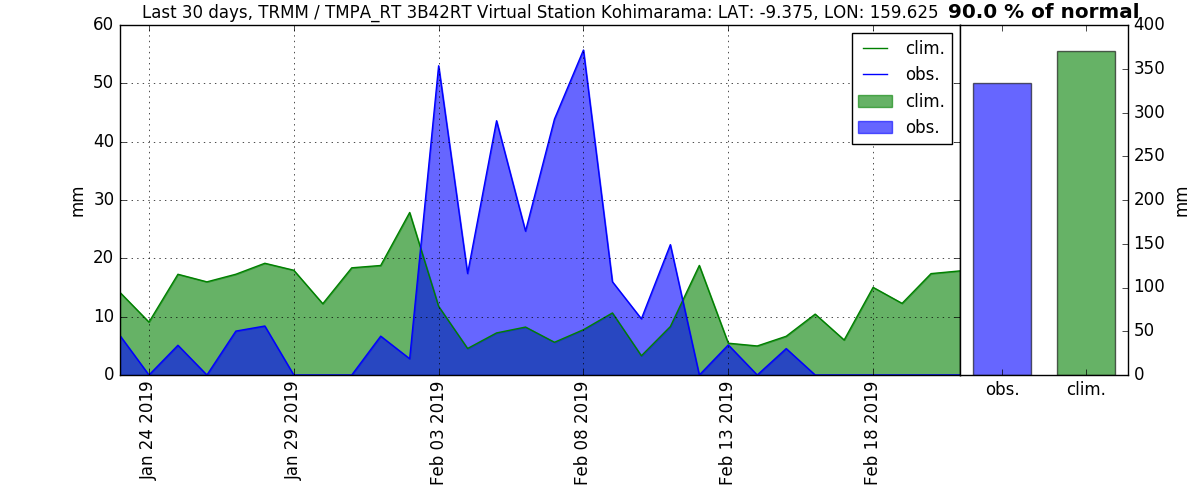 Last 30 days, TRMM / TMPA_RT 3B42RT Virtual Station Kohimarama: LAT: -9.375, LON: 159.625
90.0 % of normal
60
50
40
30
20
10
0
mm
clim.
obs.
clim.
obs.
Jan 24 2019
Jan 29 2019
Feb 03 2019
Feb 08 2019
Feb 13 2019
Feb 18 2019
400
350
300
250
200
150
100
50
0
mm
obs.
clim.